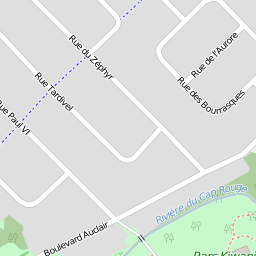 Rue du Zéphyr
Rue de l'Aurore
Rue Tardivel
Rue des Bourrasques
Rue Paul VI
Rivière du Cap Rouge
Boulevard Auclair
Parc Kiwani